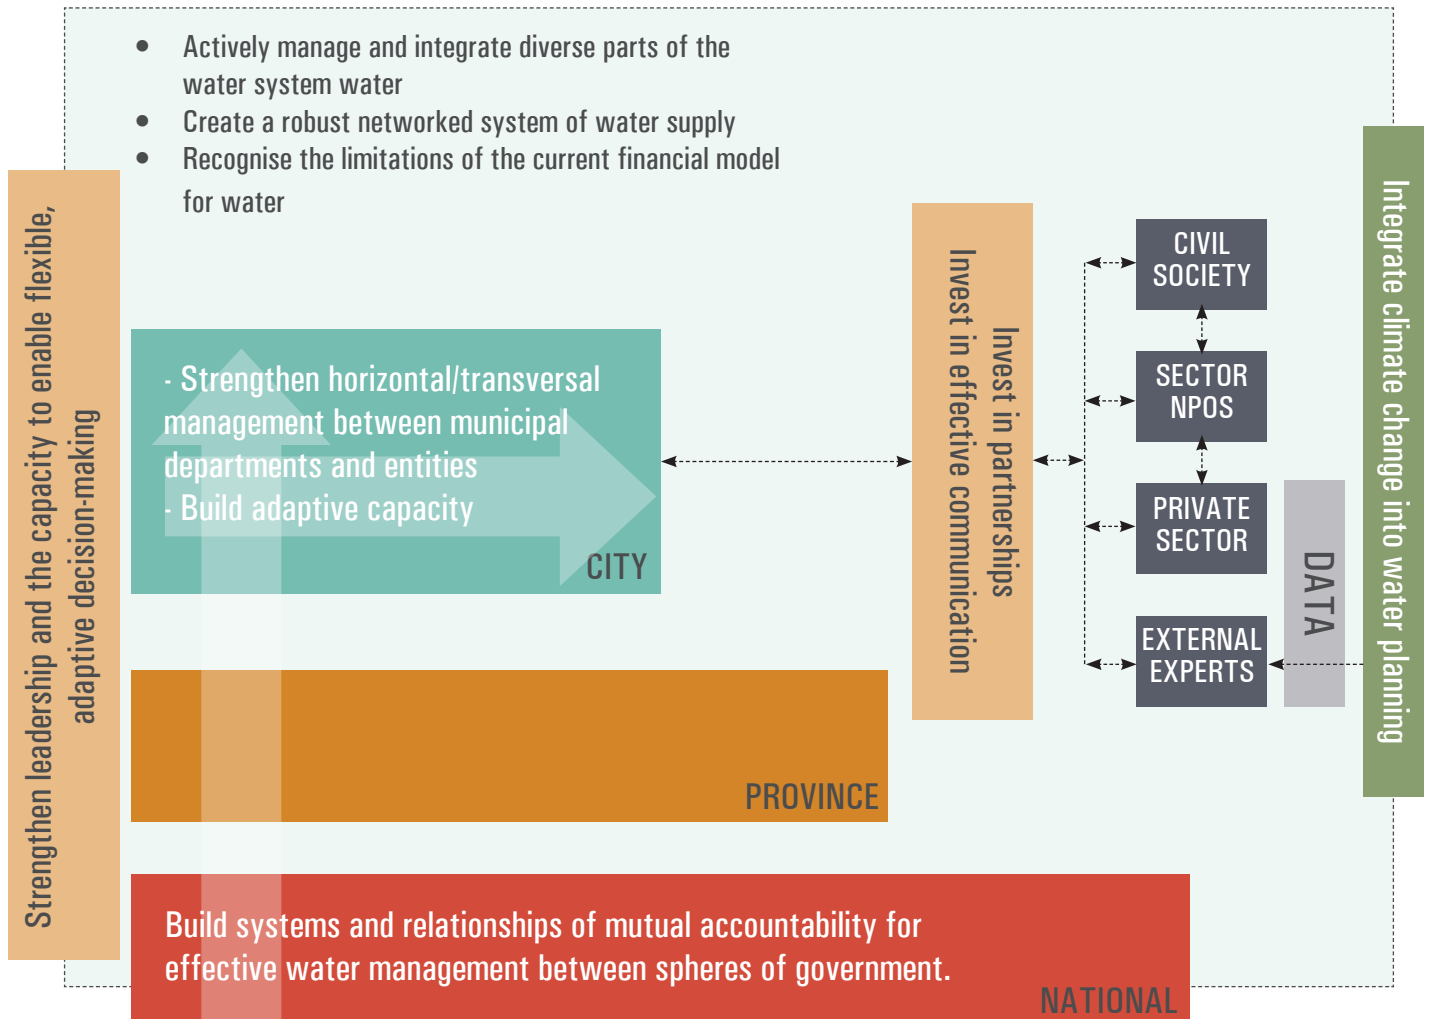 • Actively manage and integrate diverse parts of the
water system water
• Create a robust networked system of water supply
• Recognise the limitations of the current financial model
for water
Strengthen leadership and the capacity to enable flexible,
adaptive decision-making
- Strengthen horizontal/transversal
management between municipal
departments and entities
- Build adaptive capacity
CITY
PROVINCE
Build systems and relationships of mutual accountability for
effective water management between spheres of government.
NATIONAL
Invest in partnerships
Invest in effective communication
CIVIL
SOCIETY
SECTOR
NPOS
PRIVATE
SECTOR
EXTERNAL
EXPERTS
DATA
Integrate climate change into water planning